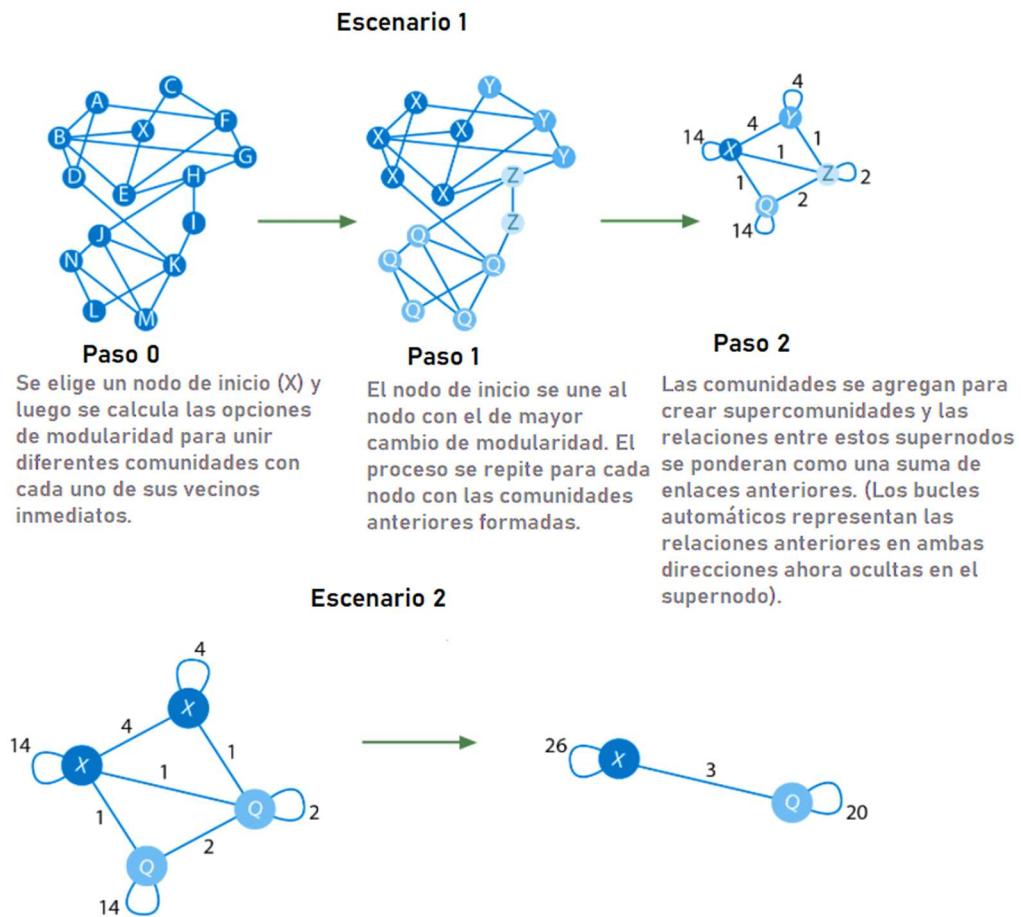 Escenario 1
A
C
B
X
F
G
D
E
H
I
J
N
K
L
M
X
Y
X
X
Y
Y
X
X
Z
Z
Q
Q
Q
Q
Q
4
Y
4
1
14
X
1
Z
2
1
2
Q
14
Paso 0
Se elige un nodo de inicio (X) y
luego se calcula las opciones
de modularidad para unir
diferentes comunidades con
cada uno de sus vecinos
inmediatos.
Paso 1
El nodo de inicio se une al
nodo con el de mayor
cambio de modularidad. El
proceso se repite para cada
nodo con las comunidades
anteriores formadas.
Paso 2
Las comunidades se agregan para
crear supercomunidades y las
relaciones entre estos supernodos
se ponderan como una suma de
enlaces anteriores. (Los bucles
automáticos representan las
relaciones anteriores en ambas
direcciones ahora ocultas en el
supernodo).
Escenario 2
4
X
4
1
14
X
1
Q
2
1
2
Q
14
26
X
3
Q
20